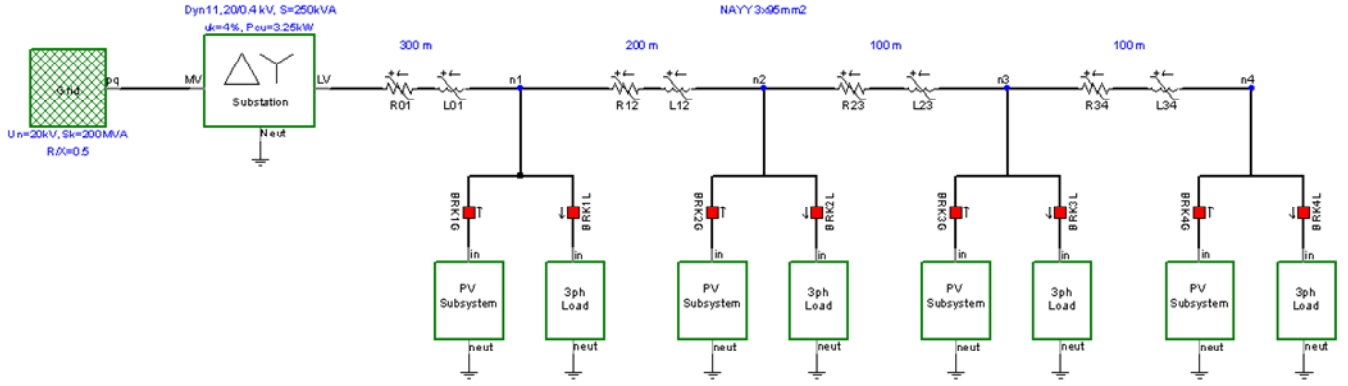 Dyn11, 20/0.4 kV, S=250kVA
uk=4%, Pcu=3.25kW
NAYY 3x95mm2
300 m
200 m
100 m
100 m
Grid
pq
MV
LV
Substation
Neut
Un=20kV, Sk=200MVA
R/X=0.5
R01
L01
n1
R12
L12
n2
R23
L23
n3
R34
L34
n4
BRK1G
BRK1L
BRK2G
BRK2L
BRK3G
BRK3L
BRK4G
BRK4L
in
in
in
in
in
in
in
in
PV
Subsystem
3ph
Load
PV
Subsystem
3ph
Load
PV
Subsystem
3ph
Load
PV
Subsystem
3ph
Load
neut
neut
neut
neut
neut
neut
neut
neut